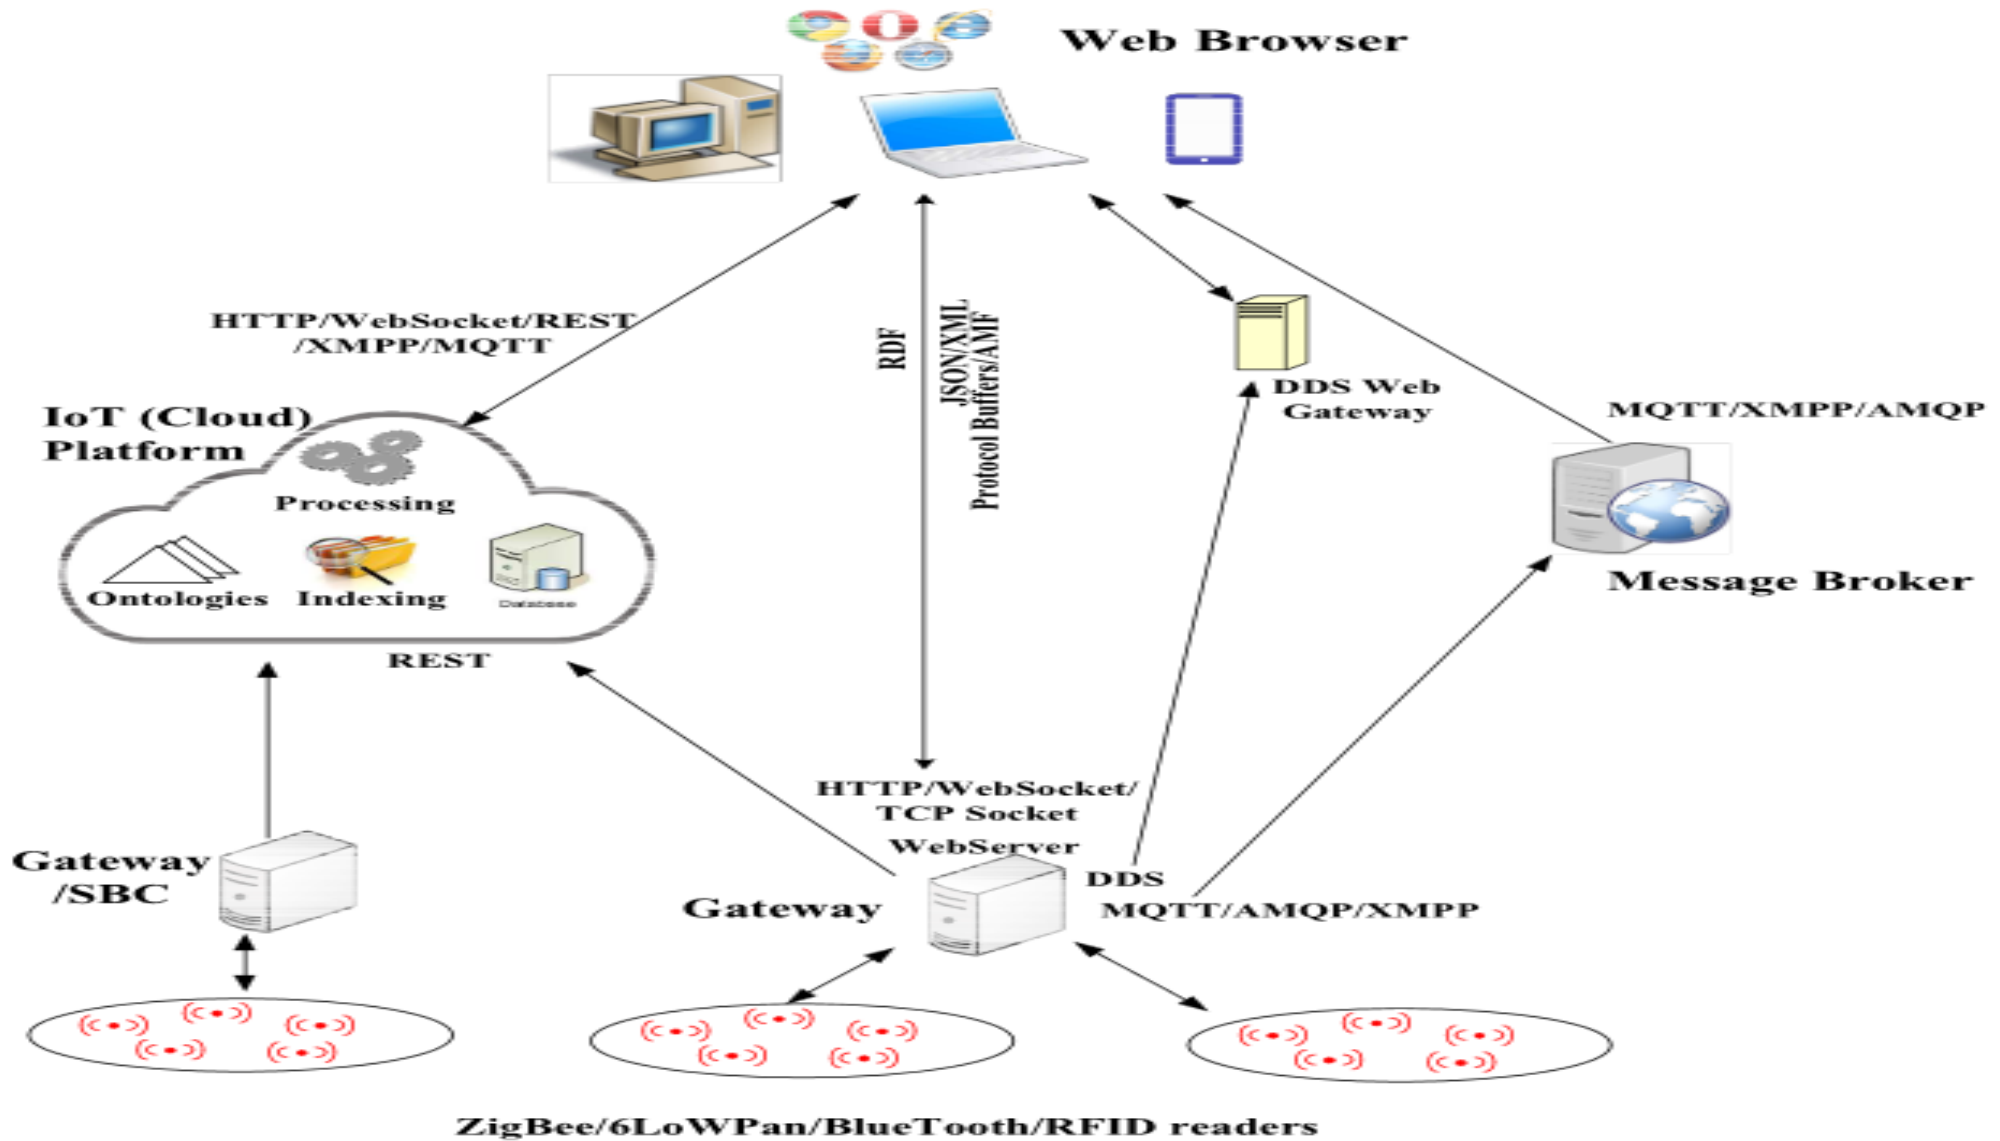 Web Browser
HTTP/WebSocket/REST
/XMPP/MQTT
RDF
JSON/XML
Protocol Buffers/AMF
DDS Web
Gateway
MQTT/XMPP/AMQP
IoT (Cloud)
Platform
Processing
Ontologies
Indexing
Database
Message Broker
REST
HTTP/WebSocket/
TCP Socket
WebServer
Gateway
/SBC
Gateway
DDS
MQTT/AMQP/XMPP
ZigBee/6LoWPan/BlueTooth/RFID readers